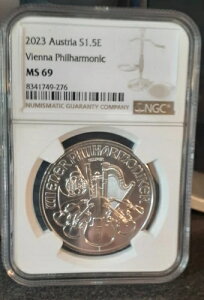 2023 Austria S1.5E
Vienna Philharmonic
MS 69
8341749-276
NUMISMATIC GUARANTY COMPANY
NGC
WIENER PHILHARMONIKER